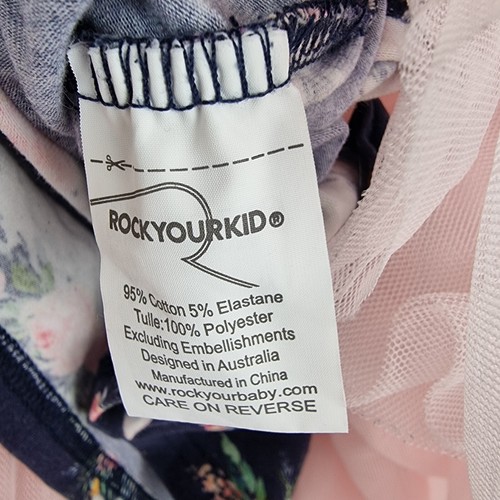 ROCKYOURKID®
95% Cotton 5% Elastane
Tulle:100% Polyester
Excluding Embellishments
Designed in Australia
Manufactured in China
www.rockyourbaby.com
CARE ON REVERSE